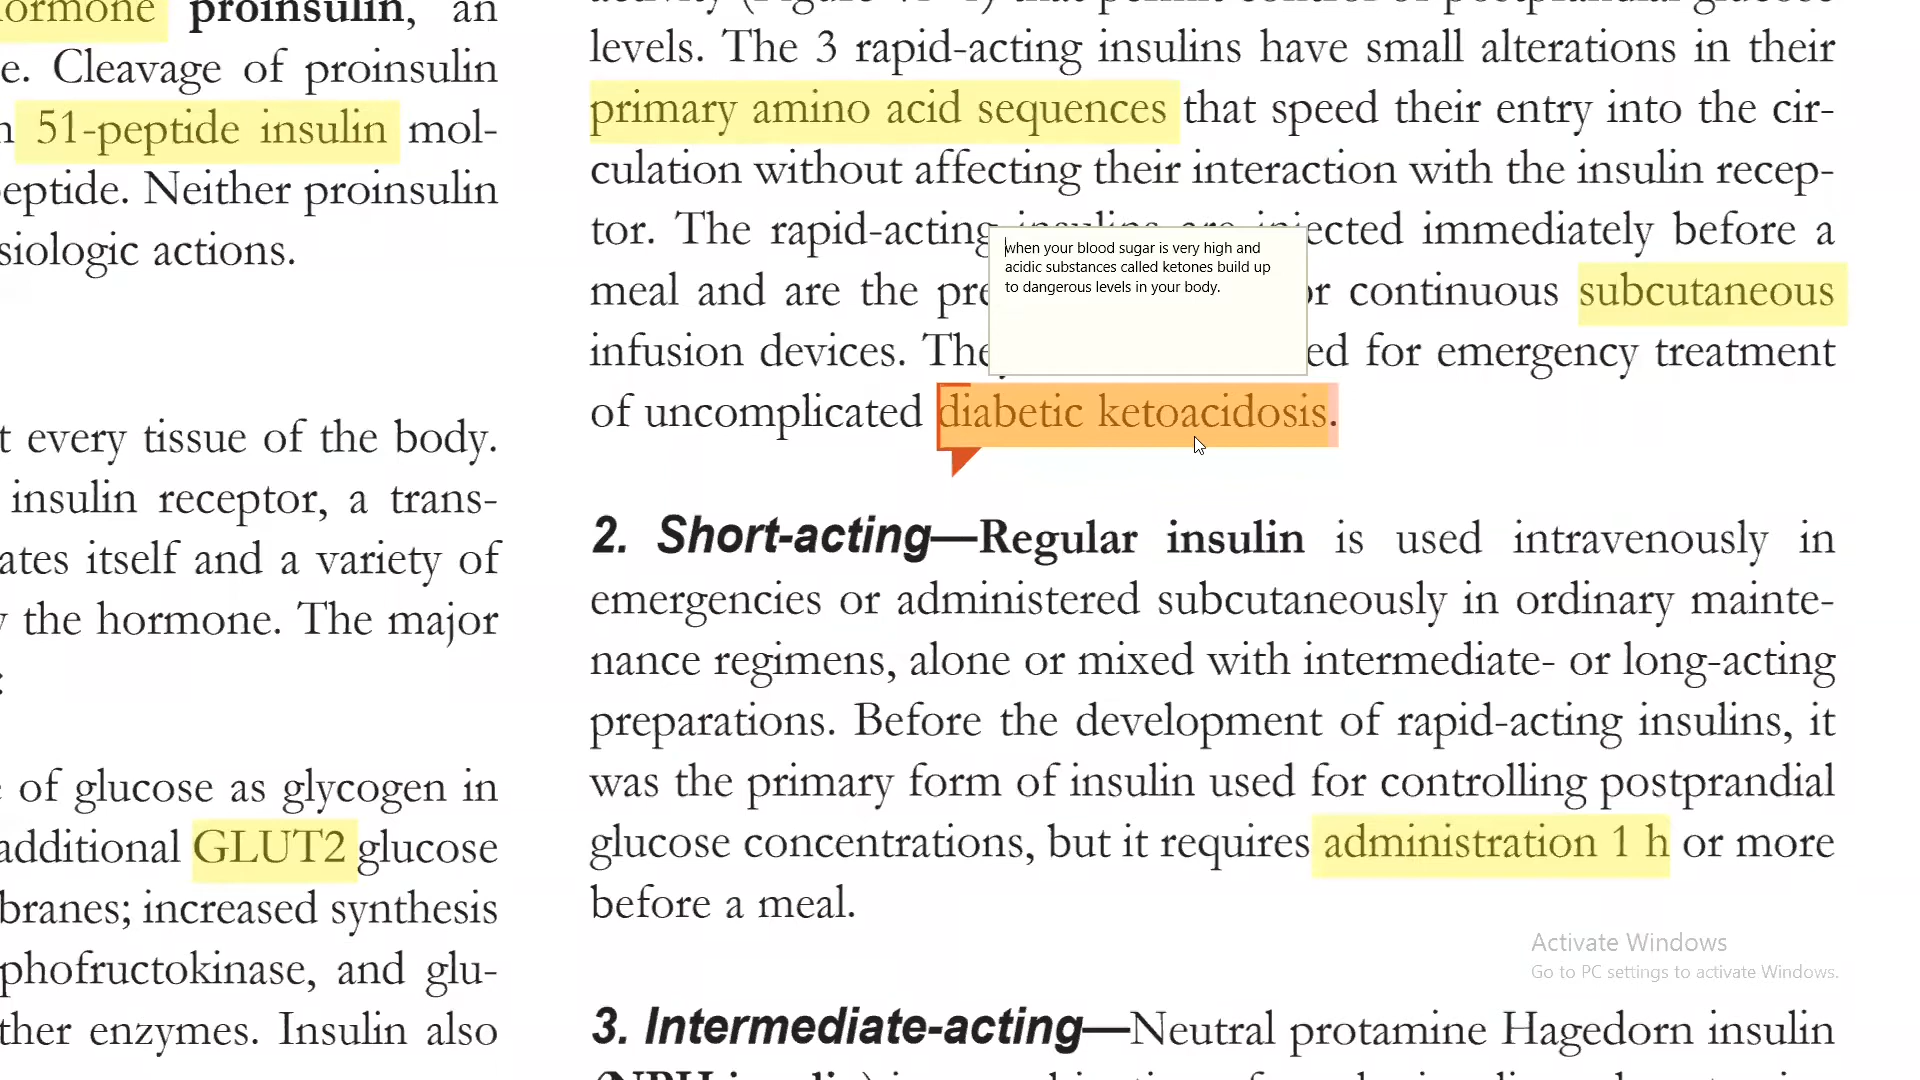 ormone proinsulin, an
e. Cleavage of proinsulin
51-peptide insulin mol-
eptide. Neither proinsulin
siologic actions.
t every tissue of the body.
insulin receptor, a trans-
ates itself and a variety of
the hormone. The major
:
of glucose as glycogen in
additional GLUT2 glucose
branes; increased synthesis
phofructokinase, and glu-
ther enzymes. Insulin also
levels. The 3 rapid-acting insulins have small alterations in their
primary amino acid sequences that speed their entry into the cir-
culation without affecting their interaction with the insulin recep-
tor. The rapid-acting insulins are injected immediately before a
meal and are the pre
or continuous subcutaneous
infusion devices. They
ed for emergency treatment
of uncomplicated diabetic ketoacidosis.
when your blood sugar is very high and
acidic substances called ketones build up
to dangerous levels in your body.
2. Short-acting—Regular insulin is used intravenously in
emergencies or administered subcutaneously in ordinary mainte-
nance regimens, alone or mixed with intermediate- or long-acting
preparations. Before the development of rapid-acting insulins, it
was the primary form of insulin used for controlling postprandial
glucose concentrations, but it requires administration 1 h or more
before a meal.
3. Intermediate-acting—Neutral protamine Hagedorn insulin
Activate Windows
Go to PC settings to activate Windows.